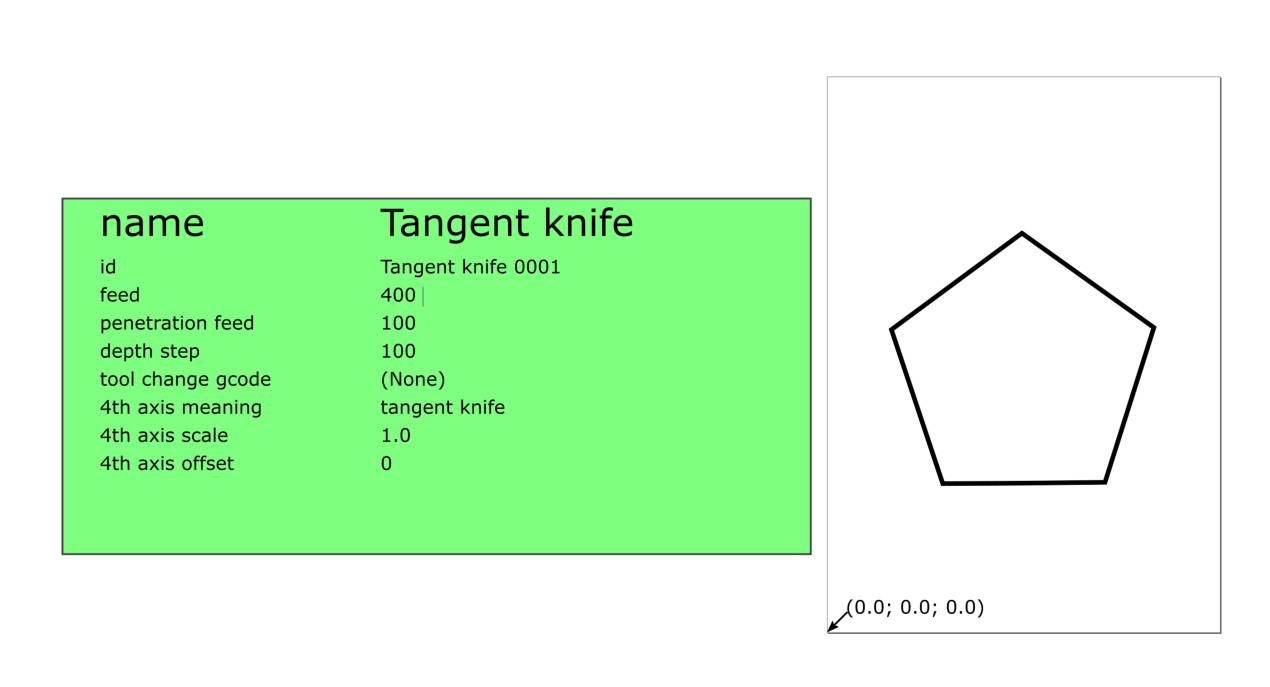 name Tangent knife
id Tangent knife 0001
feed 400
penetration feed 100
depth step 100
tool change gcode (None)
4th axis meaning tangent knife
4th axis scale 1.0
4th axis offset 0
(0.0; 0.0; 0.0)